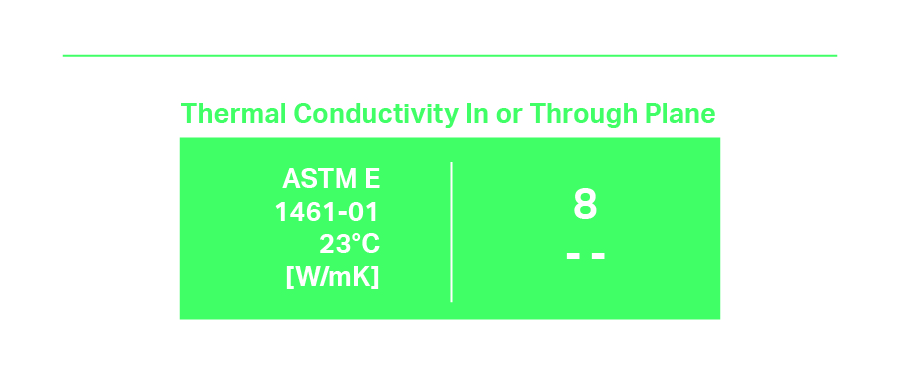 Thermal Conductivity In or Through Plane
ASTM E
1461-01
23°C
[W/mK]
8
--